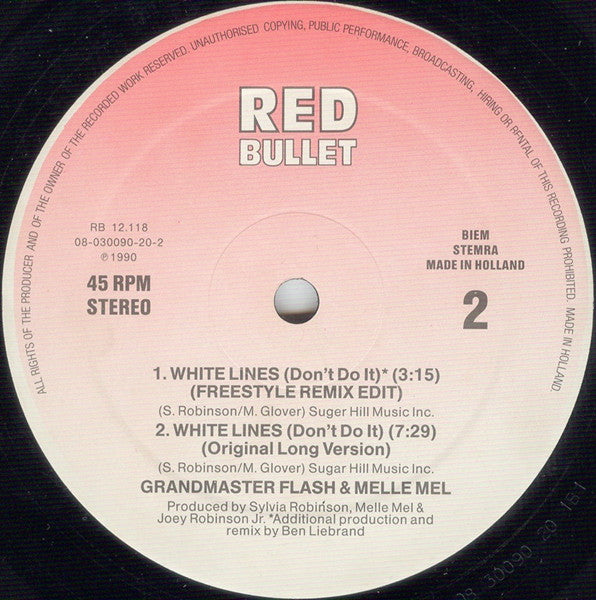 ALL RIGHTS OF THE PRODUCER AND OF THE OWNER OF THE RECORDED WORK RESERVED. UNAUTHORISED COPYING, PUBLIC PERFORMANCE, BROADCASTING, HIRING OR RENTAL OF THIS RECORDING PROHIBITED. MADE IN HOLLAND
RED
BULLET
RB 12.118
08-030090-20-2
℗1990
45 RPM
STEREO
BIEM
STEMRA
MADE IN HOLLAND
2
1. WHITE LINES (Don't Do It)* (3:15)
(FREESTYLE REMIX EDIT)
(S. Robinson/M. Glover) Suger Hill Music Inc.
2. WHITE LINES (Don't Do It) (7:29)
(Original Long Version)
(S. Robinson/M. Glover) Sugar Hill Music Inc.
GRANDMASTER FLASH & MELLE MEL
Produced by Sylvia Robinson, Melle Mel &
Joey Robinson Jr. *Additional production and
remix by Ben Liebrand